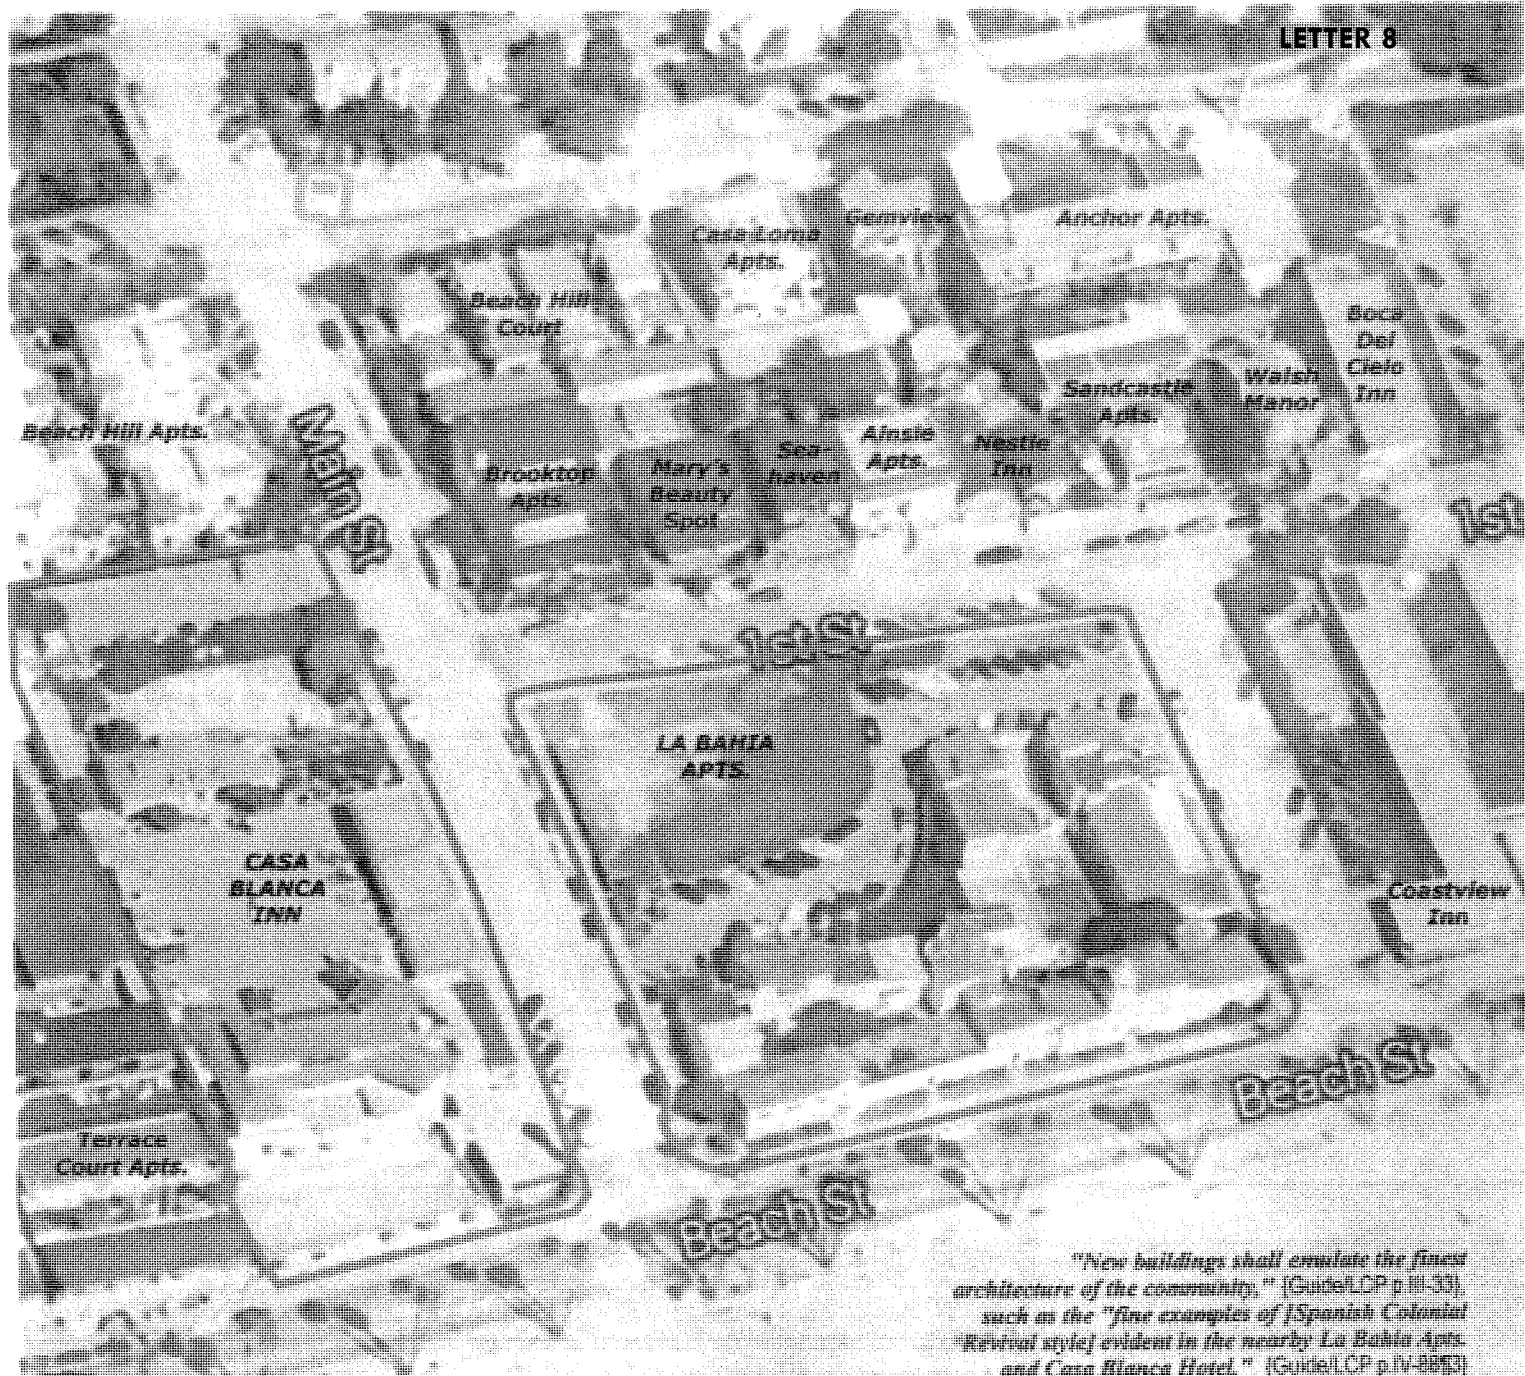 LETTER 8
Gemview
Anchor Apts.
Casa Loma
Apts.
Beach Hill
Court
Boca
Del
Cielo
Inn
Walsh
Manor
Sandcastle
Apts.
Beach Hill Apts.
Main St
Brooktop
Apts.
Mary's
Beauty
Spot
Sea-
haven
Ainsle
Apts.
Nestle
Inn
1st
1st St
LA BAHIA
APTS.
CASA
BLANCA
INN
Coastview
Inn
Beach St
Terrace
Court Apts.
Beach St
"New buildings shall emulate the finest
architecture of the community," {Guide/LCP p.III-33},
such as the "fine examples of [Spanish Colonial
Revival style] evident in the nearby La Bahia Apts.
and Casa Blanca Hotel." {Guide/LCP p.IV-88¶3}